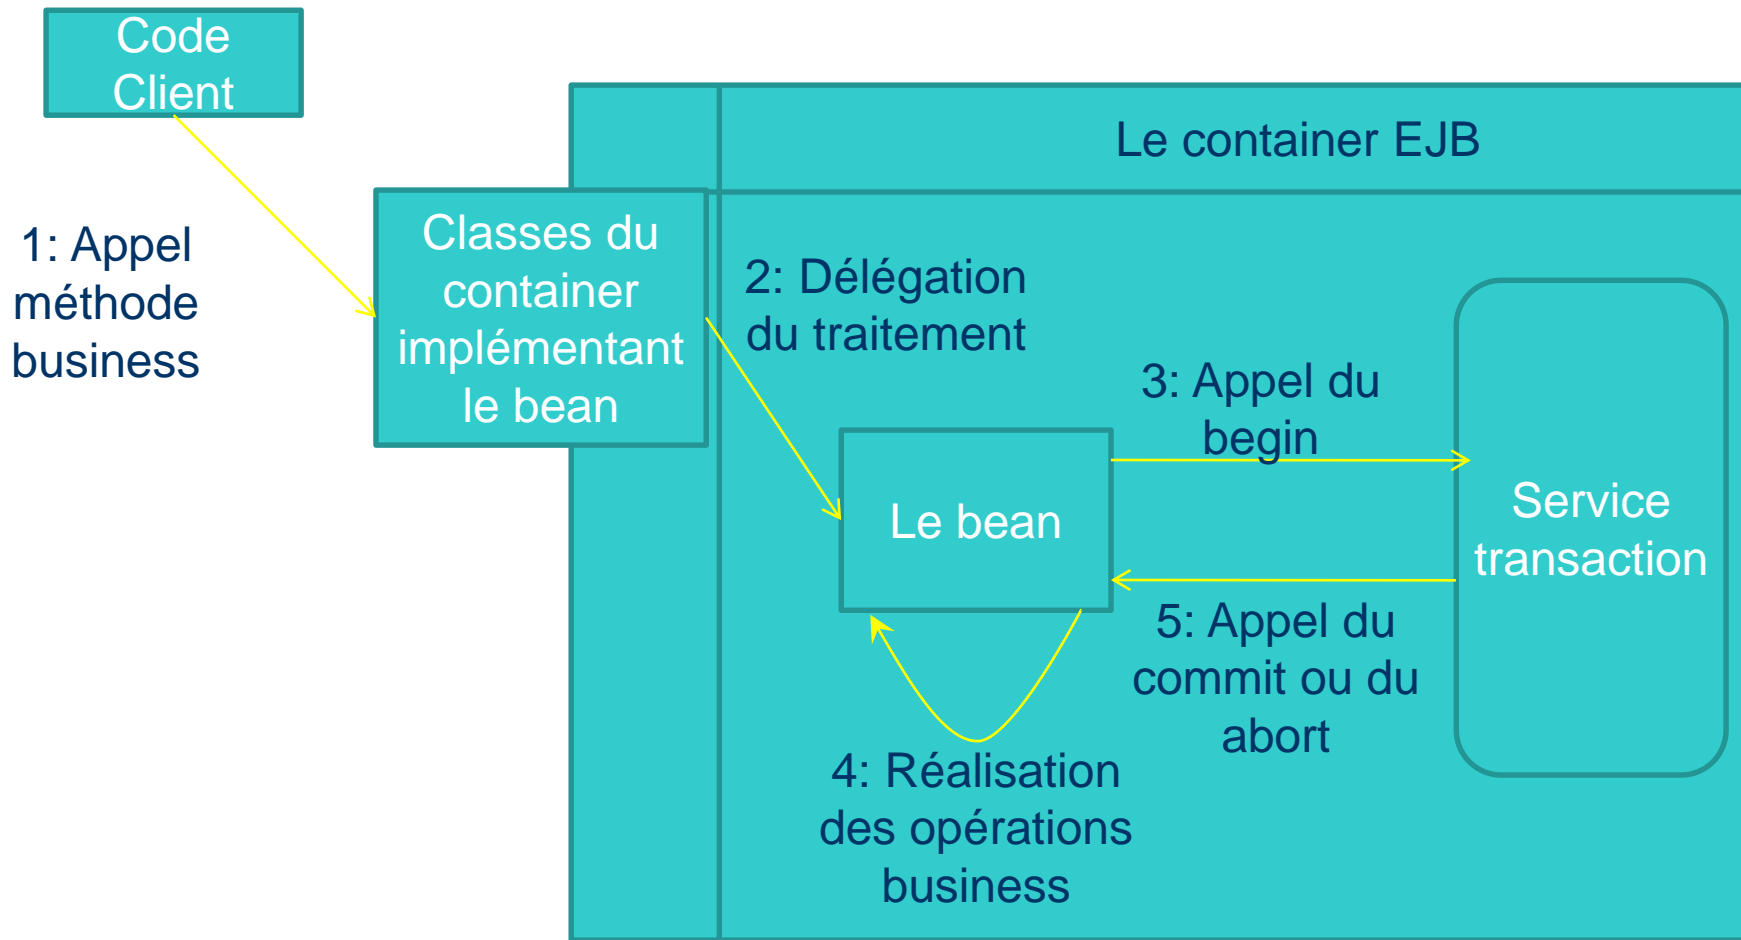 Code
Client
Le container EJB
1: Appel
méthode
business
Classes du
container
implémentant
le bean
2: Délégation
du traitement
3: Appel du
begin
Le bean
Service
transaction
5: Appel du
commit ou du
abort
4: Réalisation
des opérations
business